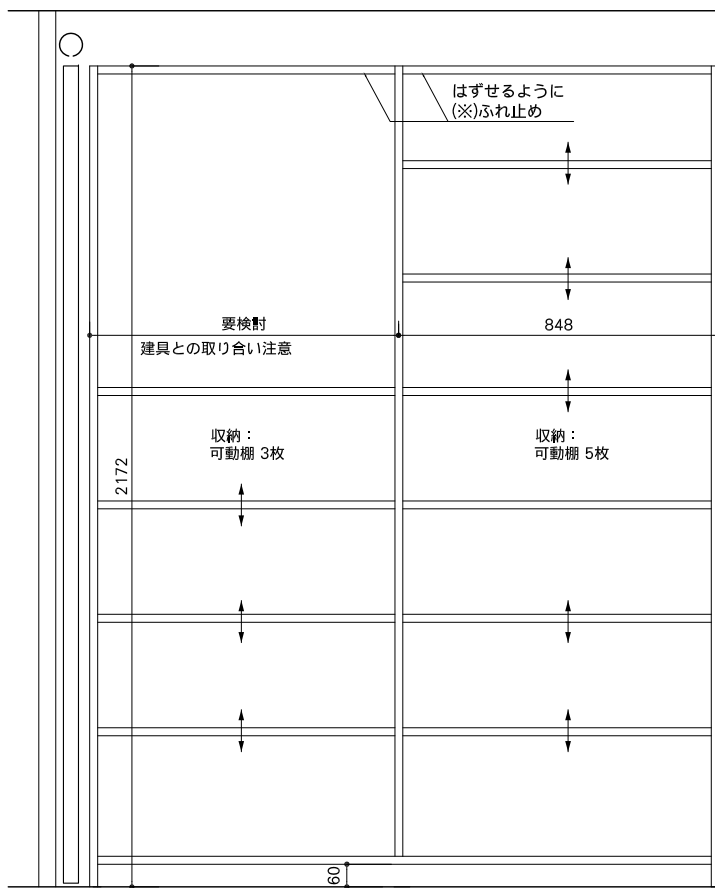 はずせるように
(※)ふれ止め
要検討
848
建具との取り合い注意
収納：
可動棚 3枚
収納：
可動棚 5枚
2172
60